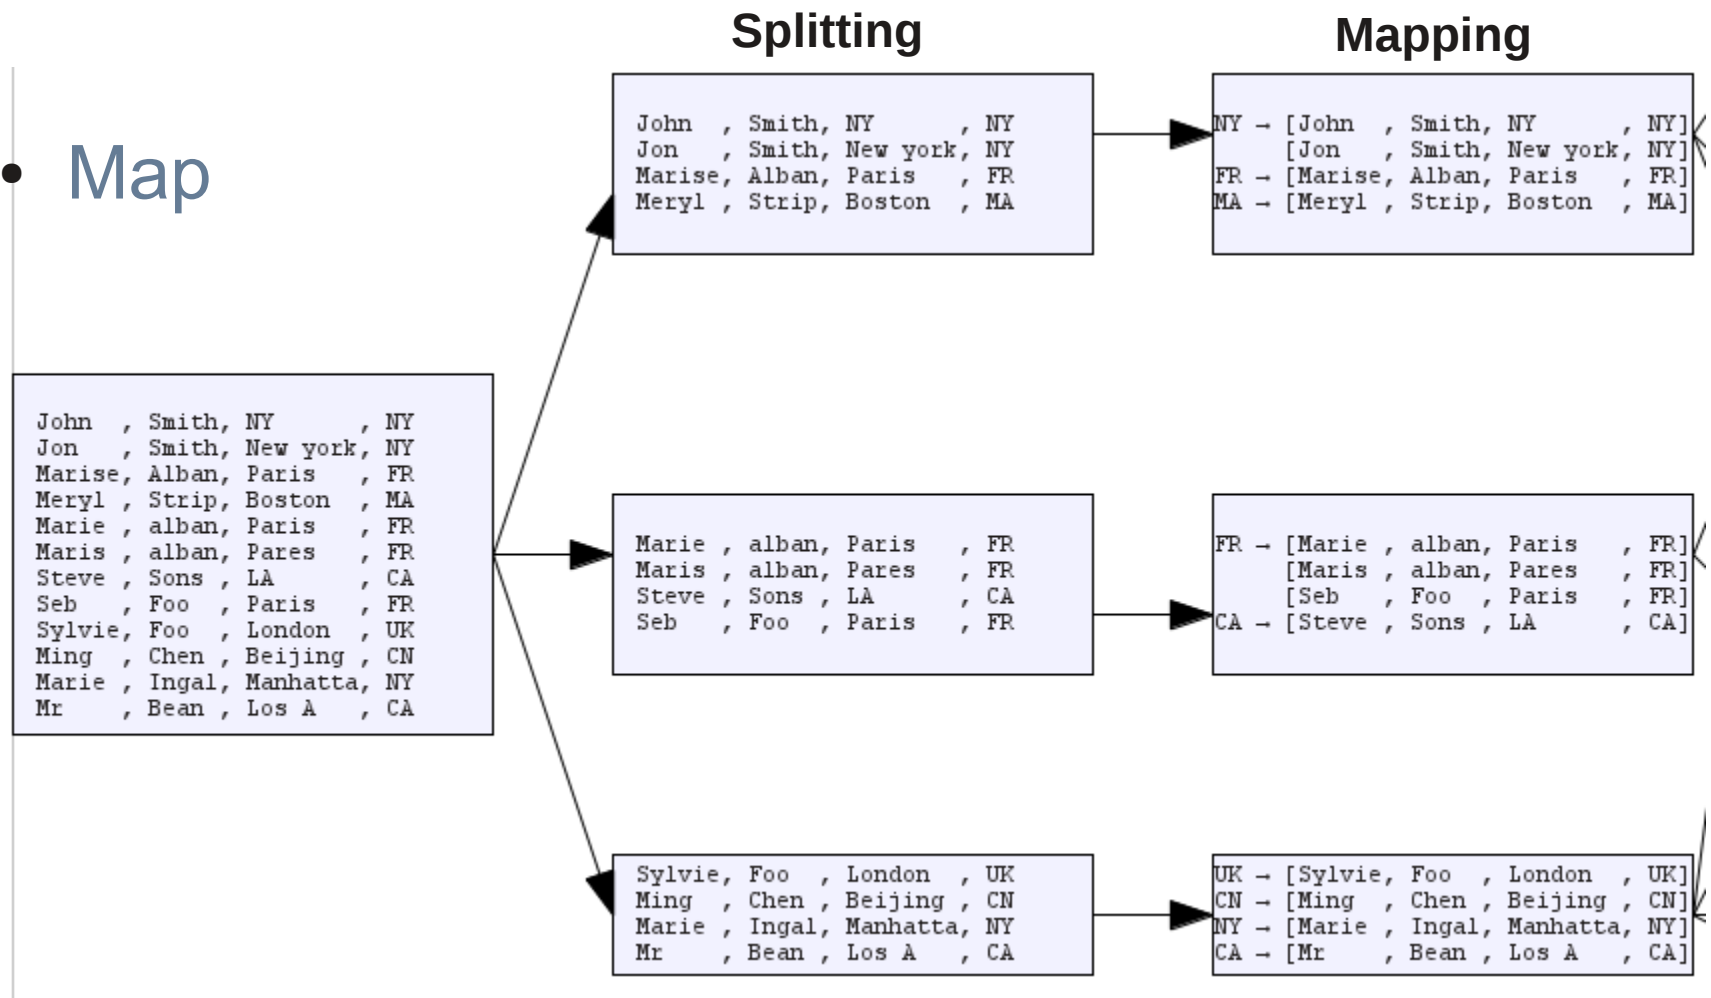 Splitting
Mapping
• Map
John , Smith, NY , NY
Jon , Smith, New york, NY
Marise, Alban, Paris , FR
Meryl , Strip, Boston , MA
Marie , alban, Paris , FR
Maris , alban, Pares , FR
Steve , Sons , LA , CA
Seb , Foo , Paris , FR
Sylvie, Foo , London , UK
Ming , Chen , Beijing , CN
Marie , Ingal, Manhatta, NY
Mr , Bean , Los A , CA
John , Smith, NY , NY
Jon , Smith, New york, NY
Marise, Alban, Paris , FR
Meryl , Strip, Boston , MA
NY → [John , Smith, NY , NY]
[Jon , Smith, New york, NY]
FR → [Marise, Alban, Paris , FR]
MA → [Meryl , Strip, Boston , MA]
Marie , alban, Paris , FR
Maris , alban, Pares , FR
Steve , Sons , LA , CA
Seb , Foo , Paris , FR
FR → [Marie , alban, Paris , FR]
[Maris , alban, Pares , FR]
[Seb , Foo , Paris , FR]
CA → [Steve , Sons , LA , CA]
Sylvie, Foo , London , UK
Ming , Chen , Beijing , CN
Marie , Ingal, Manhatta, NY
Mr , Bean , Los A , CA
UK → [Sylvie, Foo , London , UK]
CN → [Ming , Chen , Beijing , CN]
NY → [Marie , Ingal, Manhatta, NY]
CA → [Mr , Bean , Los A , CA]